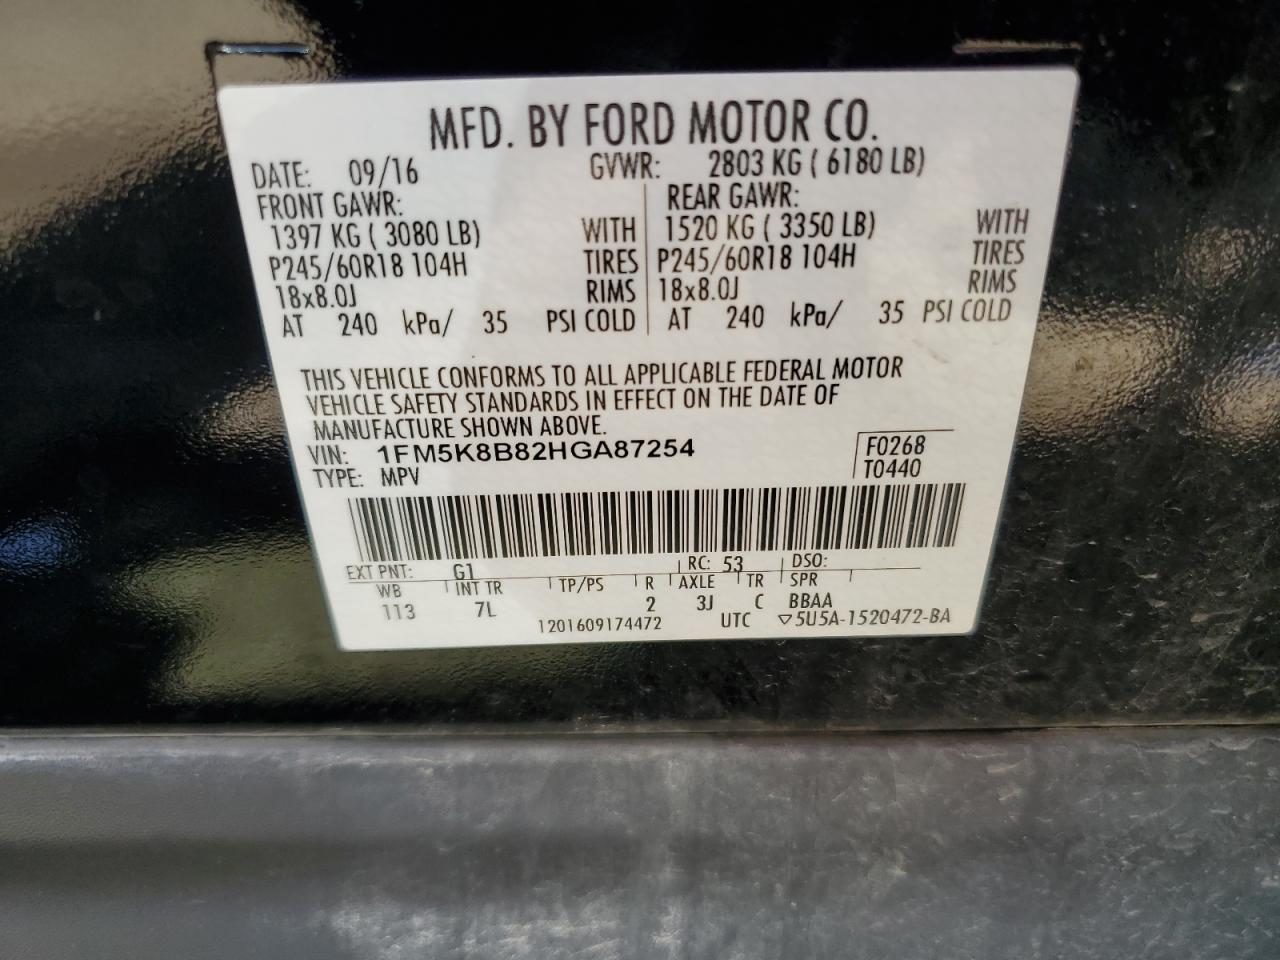 MFD. BY FORD MOTOR CO.
DATE: 09/16 GVWR: 2803 KG ( 6180 LB)
FRONT GAWR: REAR GAWR:
1397 KG ( 3080 LB) WITH 1520 KG ( 3350 LB) WITH
P245/60R18 104H TIRES P245/60R18 104H TIRES
18x8.0J RIMS 18x8.0J RIMS
AT 240 kPa/ 35 PSI COLD AT 240 kPa/ 35 PSI COLD
THIS VEHICLE CONFORMS TO ALL APPLICABLE FEDERAL MOTOR
VEHICLE SAFETY STANDARDS IN EFFECT ON THE DATE OF
MANUFACTURE SHOWN ABOVE.
VIN: 1FM5K8B82HGA87254 F0268
TYPE: MPV T0440
EXT PNT: G1 RC: 53 DSO:
WB INT TR TP/PS R AXLE TR SPR
113 7L 2 3J C BBAA
1201609174472 UTC ▽5U5A-1520472-BA